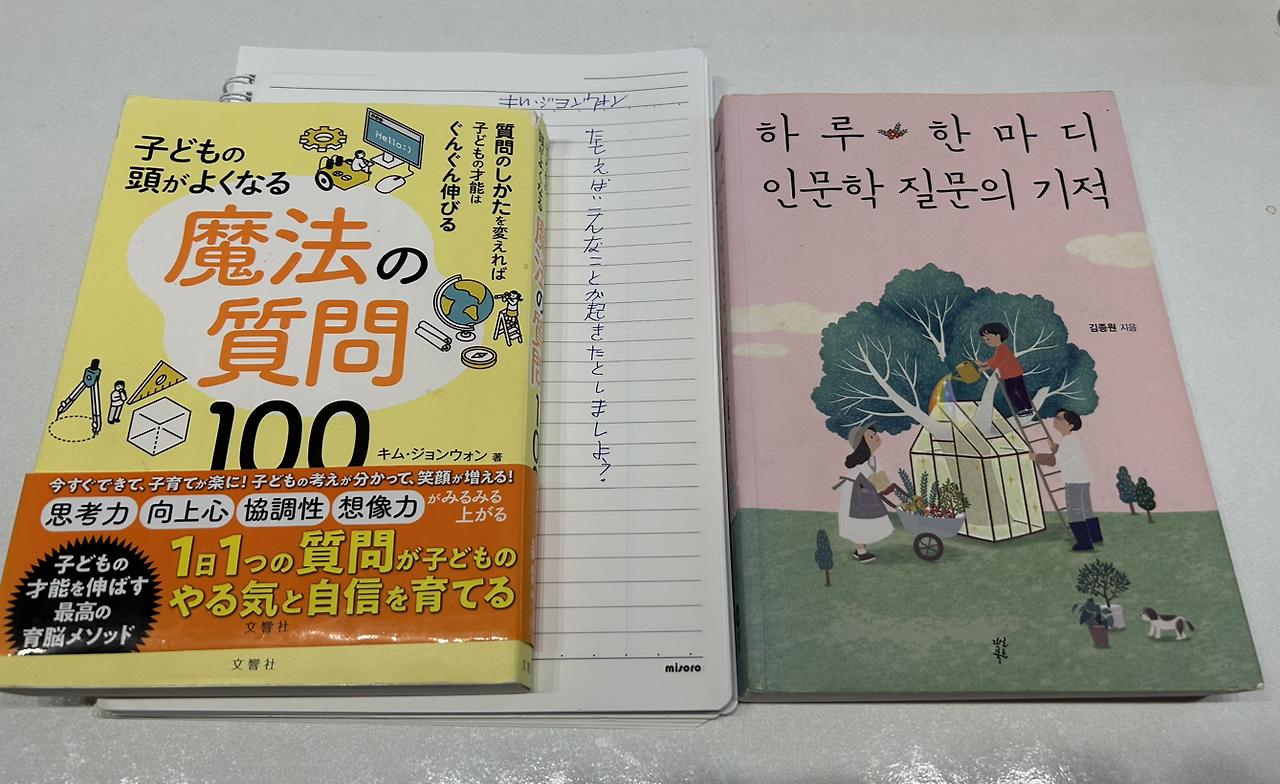 子どもの
頭がよくなる
魔法の
質問
100
質問のしかたを変えれば
子どもの才能は
ぐんぐん伸びる
Hello:)
キム・ジョンウォン 著
今すぐできて、子育てが楽に!子どもの考えが分かって、笑顔が増える!
思考力 向上心 協調性 想像力 がみるみる
上がる
子どもの
才能を伸ばす
最高の
育脳メソッド
1日1つの質問が子どもの
やる気と自信を育てる
文響社
文響社
たとえば、こんなことが起きたとしましょう
misoro
하루 한마디
인문학 질문의 기적
김종원 지음